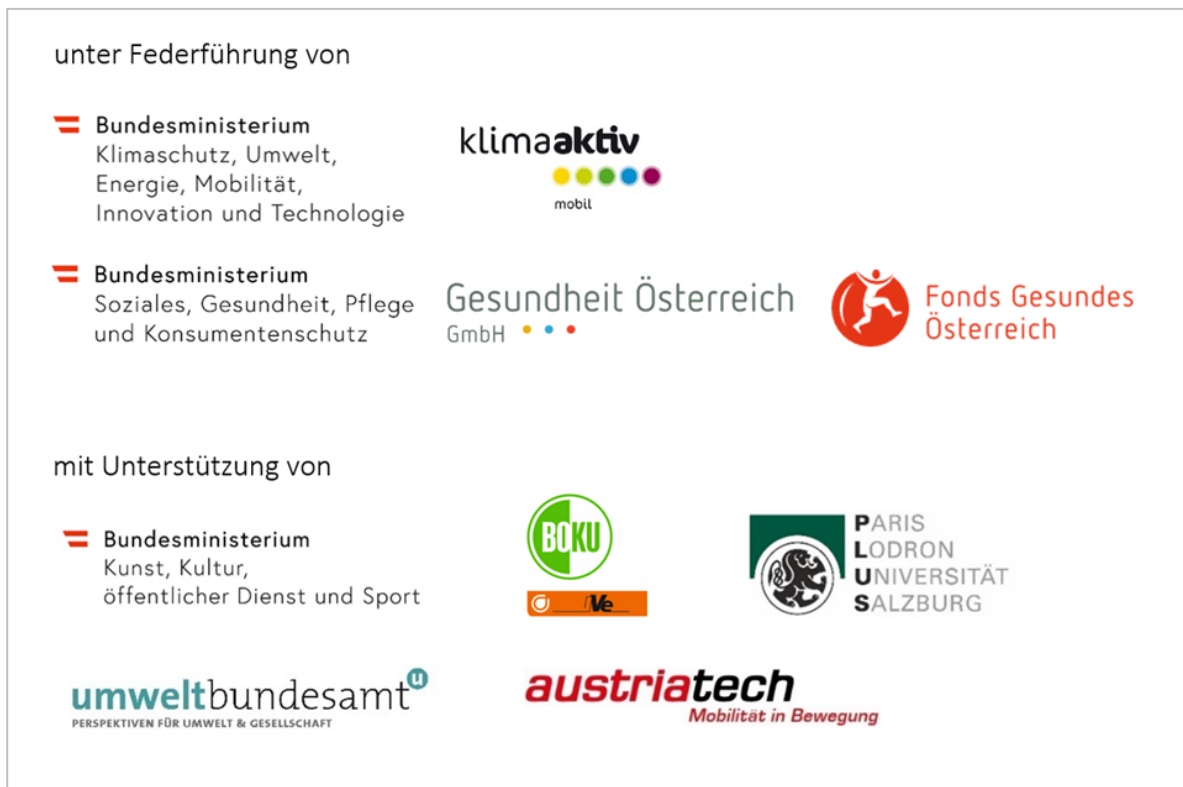 unter Federführung von
Bundesministerium
Klimaschutz, Umwelt,
Energie, Mobilität,
Innovation und Technologie
klimaaktiv
mobil
Bundesministerium
Soziales, Gesundheit, Pflege
und Konsumentenschutz
Gesundheit Österreich
GmbH
Fonds Gesundes
Österreich
mit Unterstützung von
Bundesministerium
Kunst, Kultur,
öffentlicher Dienst und Sport
BOKU
Ve
PARIS
LODRON
UNIVERSITÄT
SALZBURG
umweltbundesamt u
PERSPEKTIVEN FÜR UMWELT & GESELLSCHAFT
austriatech
Mobilität in Bewegung